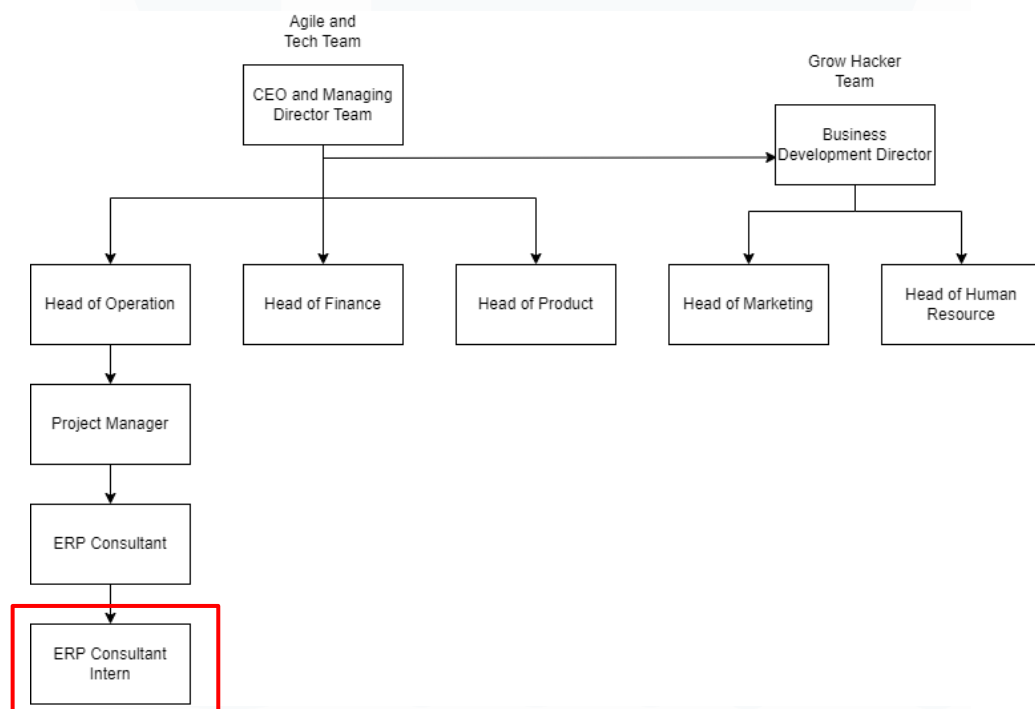 Agile and
Tech Team
CEO and Managing
Director Team
Grow Hacker
Team
Business
Development Director
Head of Operation
Head of Finance
Head of Product
Head of Marketing
Head of Human
Resource
Project Manager
ERP Consultant
ERP Consultant
Intern